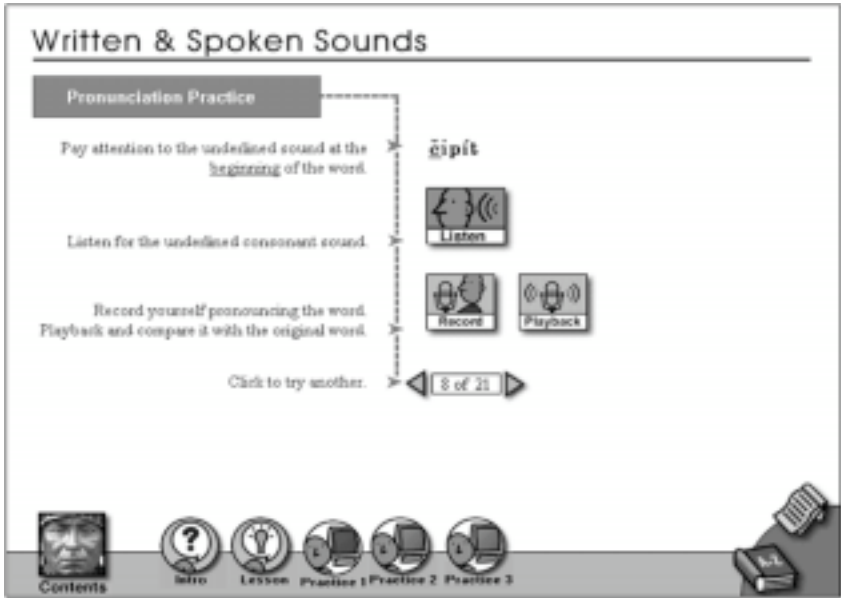 Written & Spoken Sounds
Pronunciation Practice
Pay attention to the underlined sound at the
beginning of the word.
c̄ipít
Listen
Listen for the underlined consonant sound.
Record yourself pronouncing the word.
Playback and compare it with the original word.
Record
Playback
Click to try another.
8 of 21
?
A-Z
Contents
Intro
Lesson
Practice 1
Practice 2
Practice 3